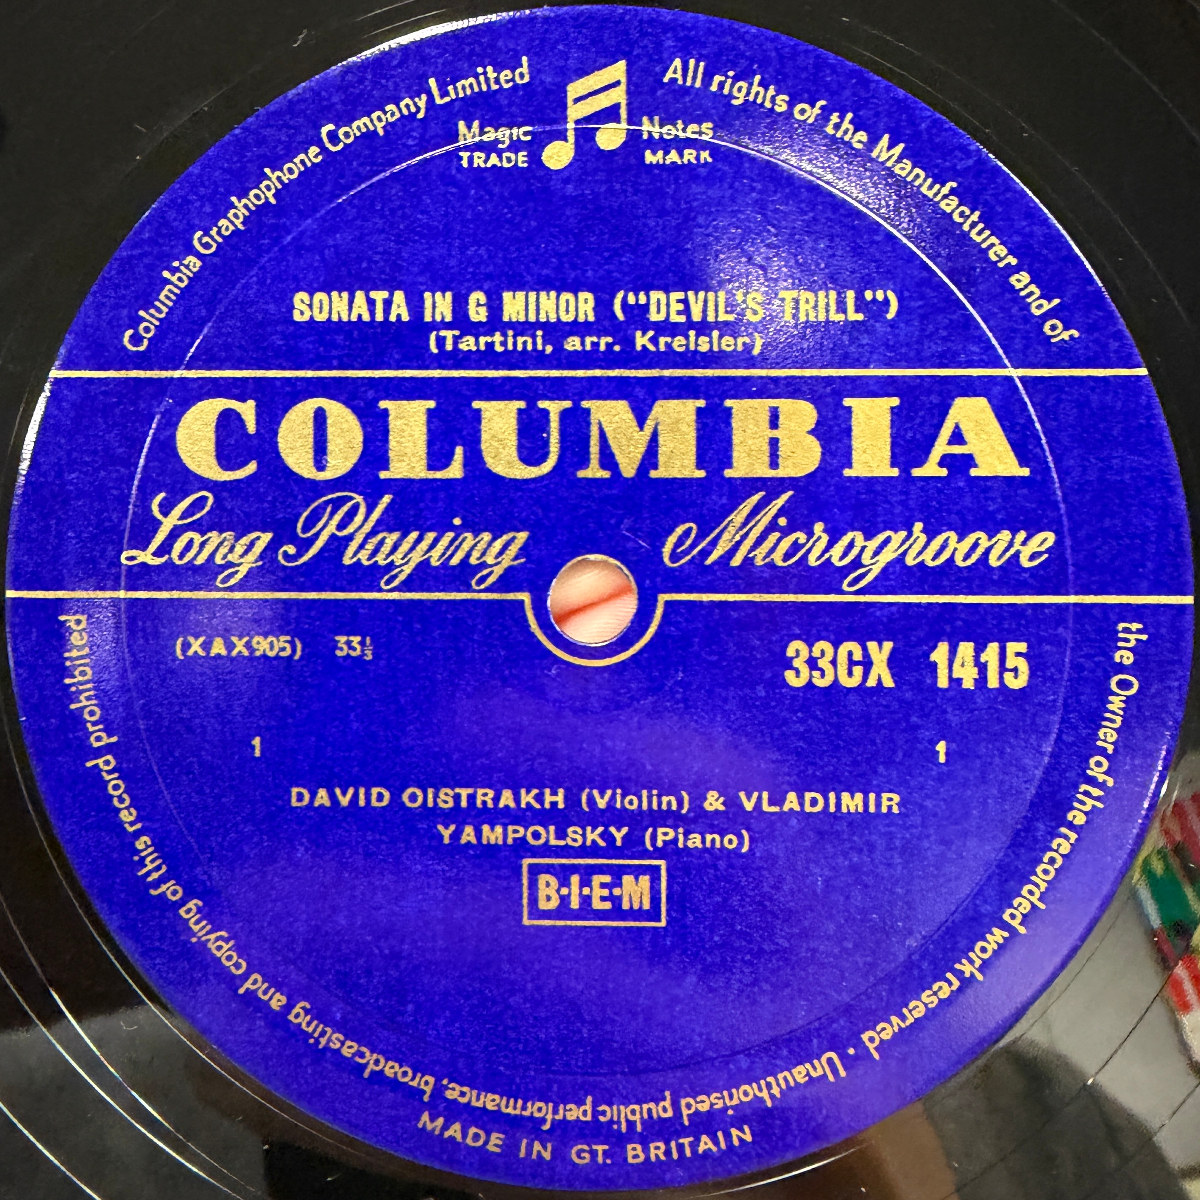 Columbia Graphophone Company Limited
All rights of the Manufacturer and of
the Owner of the recorded work reserved · Unauthorised public performance, broadcasting and copying of this record prohibited
Magic Notes
TRADE MARK
SONATA IN G MINOR ("DEVIL'S TRILL")
(Tartini, arr. Kreisler)
COLUMBIA
Long Playing Microgroove
(XAX905) 33⅓
33CX 1415
1 1
DAVID OISTRAKH (Violin) & VLADIMIR
YAMPOLSKY (Piano)
B·I·E·M
MADE IN GT. BRITAIN